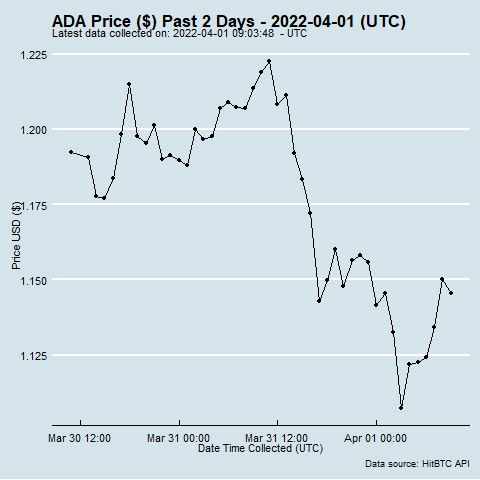 ADA Price ($) Past 2 Days - 2022-04-01 (UTC)
Latest data collected on: 2022-04-01 09:03:48 - UTC
1.225
1.200
1.175
1.150
1.125
Price USD ($)
Mar 30 12:00
Mar 31 00:00
Mar 31 12:00
Apr 01 00:00
Date Time Collected (UTC)
Data source: HitBTC API